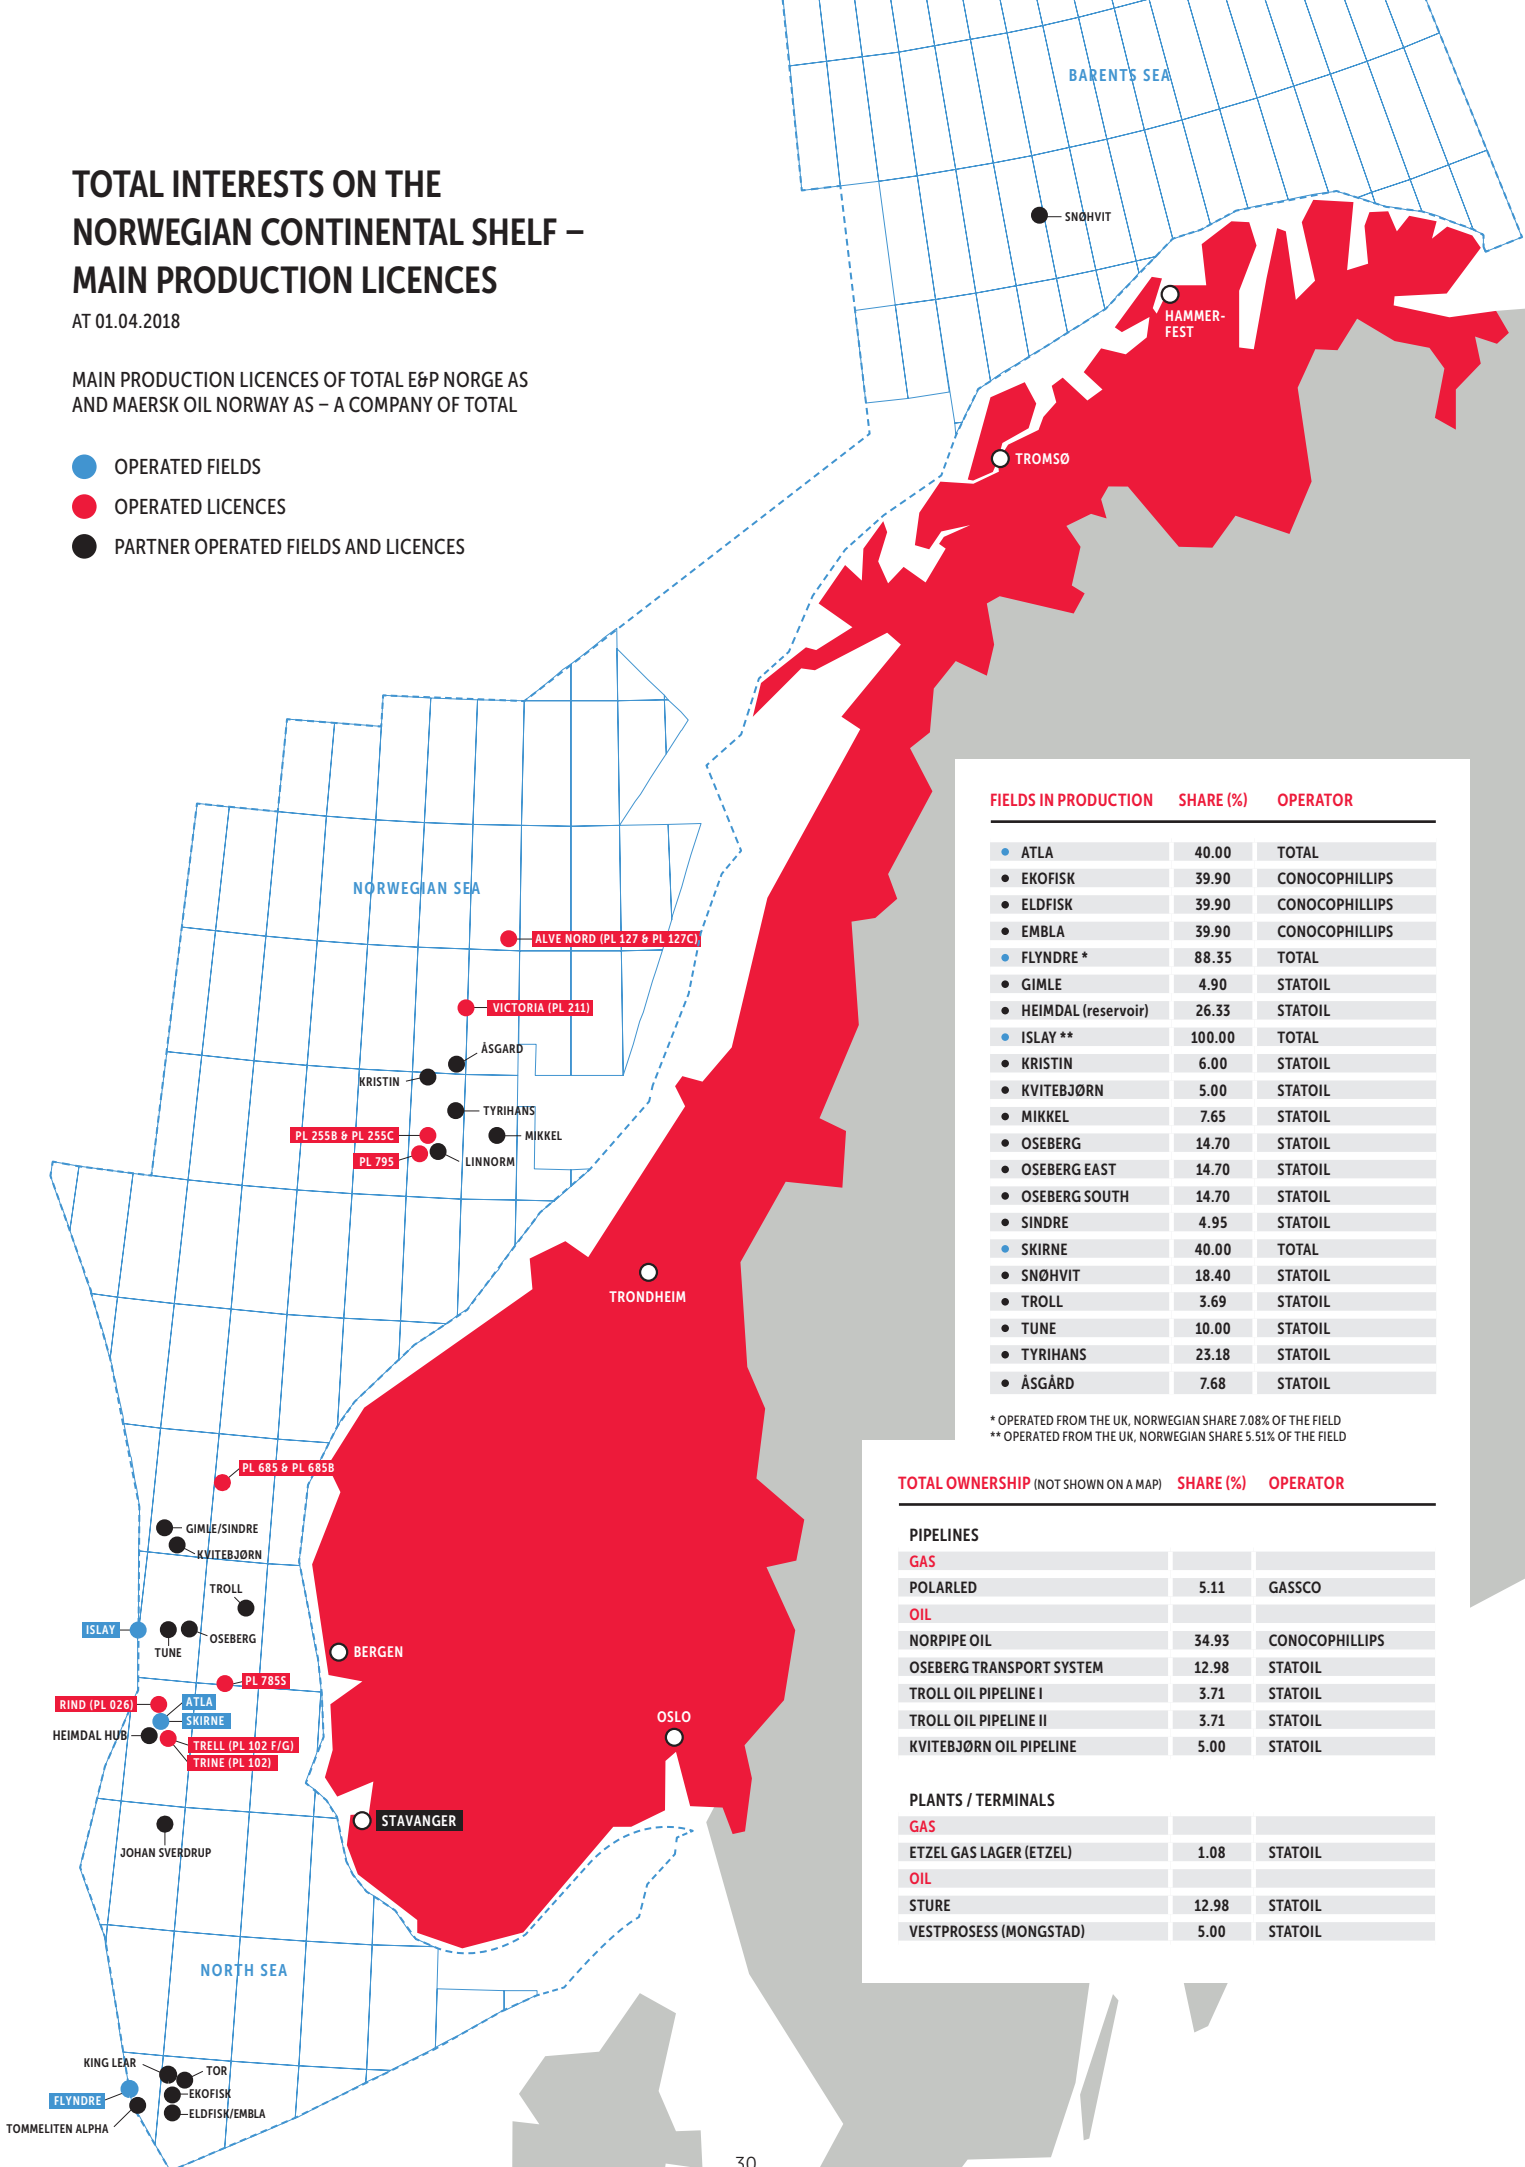 BARENTS SEA
TOTAL INTERESTS ON THE
NORWEGIAN CONTINENTAL SHELF –
MAIN PRODUCTION LICENCES
AT 01.04.2018
MAIN PRODUCTION LICENCES OF TOTAL E&P NORGE AS
AND MAERSK OIL NORWAY AS – A COMPANY OF TOTAL
OPERATED FIELDS
OPERATED LICENCES
PARTNER OPERATED FIELDS AND LICENCES
SNØHVIT
HAMMER-
FEST
TROMSØ
NORWEGIAN SEA
ALVE NORD (PL 127 & PL 127C)
VICTORIA (PL 211)
ÅSGARD
KRISTIN
TYRIHANS
PL 255B & PL 255C
MIKKEL
PL 795
LINNORM
TRONDHEIM
PL 685 & PL 685B
GIMLE/SINDRE
KVITEBJØRN
TROLL
ISLAY
OSEBERG
TUNE
BERGEN
PL 785S
RIND (PL 026)
ATLA
SKIRNE
HEIMDAL HUB
TRELL (PL 102 F/G)
TRINE (PL 102)
OSLO
STAVANGER
JOHAN SVERDRUP
NORTH SEA
KING LEAR
TOR
FLYNDRE
EKOFISK
ELDFISK/EMBLA
TOMMELITEN ALPHA
FIELDS IN PRODUCTION SHARE (%) OPERATOR
ATLA 40.00 TOTAL
EKOFISK 39.90 CONOCOPHILLIPS
ELDFISK 39.90 CONOCOPHILLIPS
EMBLA 39.90 CONOCOPHILLIPS
FLYNDRE * 88.35 TOTAL
GIMLE 4.90 STATOIL
HEIMDAL (reservoir) 26.33 STATOIL
ISLAY ** 100.00 TOTAL
KRISTIN 6.00 STATOIL
KVITEBJØRN 5.00 STATOIL
MIKKEL 7.65 STATOIL
OSEBERG 14.70 STATOIL
OSEBERG EAST 14.70 STATOIL
OSEBERG SOUTH 14.70 STATOIL
SINDRE 4.95 STATOIL
SKIRNE 40.00 TOTAL
SNØHVIT 18.40 STATOIL
TROLL 3.69 STATOIL
TUNE 10.00 STATOIL
TYRIHANS 23.18 STATOIL
ÅSGÅRD 7.68 STATOIL
* OPERATED FROM THE UK, NORWEGIAN SHARE 7.08% OF THE FIELD
** OPERATED FROM THE UK, NORWEGIAN SHARE 5.51% OF THE FIELD
TOTAL OWNERSHIP (NOT SHOWN ON A MAP) SHARE (%) OPERATOR
PIPELINES
GAS
POLARLED 5.11 GASSCO
OIL
NORPIPE OIL 34.93 CONOCOPHILLIPS
OSEBERG TRANSPORT SYSTEM 12.98 STATOIL
TROLL OIL PIPELINE I 3.71 STATOIL
TROLL OIL PIPELINE II 3.71 STATOIL
KVITEBJØRN OIL PIPELINE 5.00 STATOIL
PLANTS / TERMINALS
GAS
ETZEL GAS LAGER (ETZEL) 1.08 STATOIL
OIL
STURE 12.98 STATOIL
VESTPROSESS (MONGSTAD) 5.00 STATOIL
30